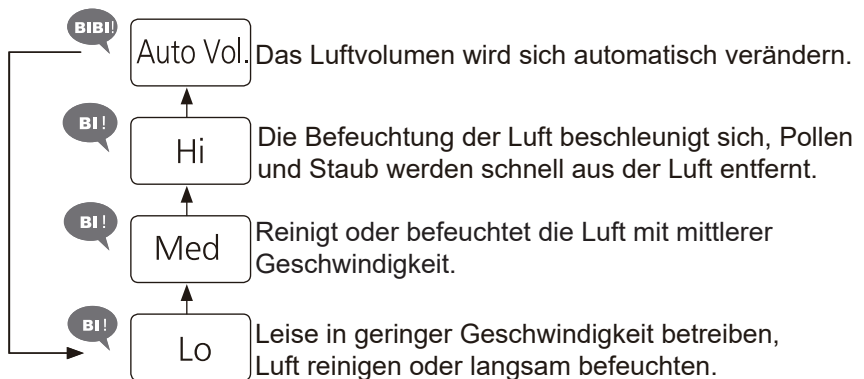 BIBI!
Auto Vol.
Das Luftvolumen wird sich automatisch verändern.
BI!
Hi
Die Befeuchtung der Luft beschleunigt sich, Pollen
und Staub werden schnell aus der Luft entfernt.
BI!
Med
Reinigt oder befeuchtet die Luft mit mittlerer
Geschwindigkeit.
BI!
Lo
Leise in geringer Geschwindigkeit betreiben,
Luft reinigen oder langsam befeuchten.